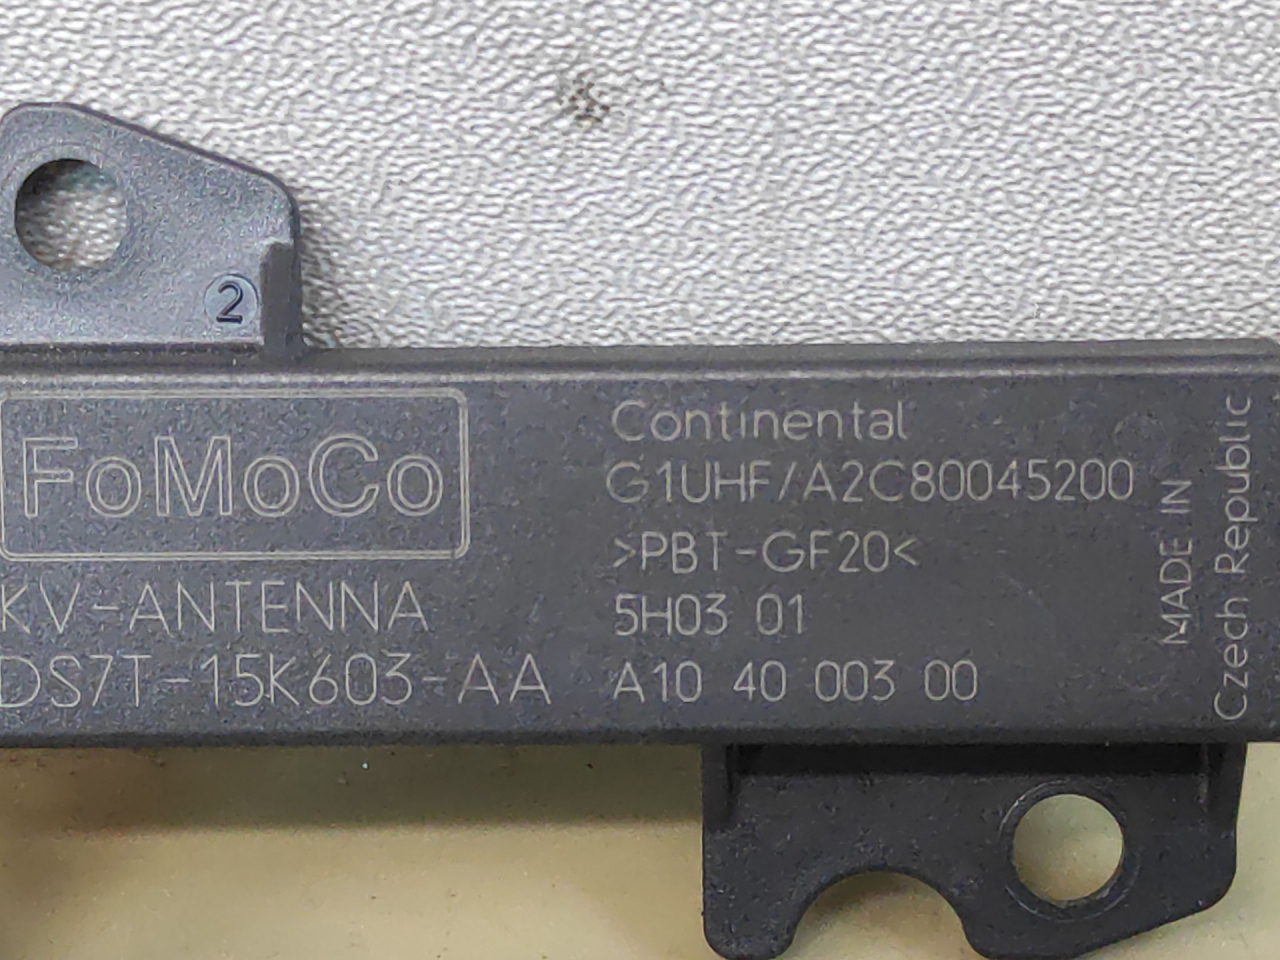 2
FoMoCo
KV-ANTENNA
DS7T-15K603-AA
Continental
G1UHF/A2C80045200
>PBT-GF20<
5H03 01
A10 40 003 00
MADE IN
Czech Republic